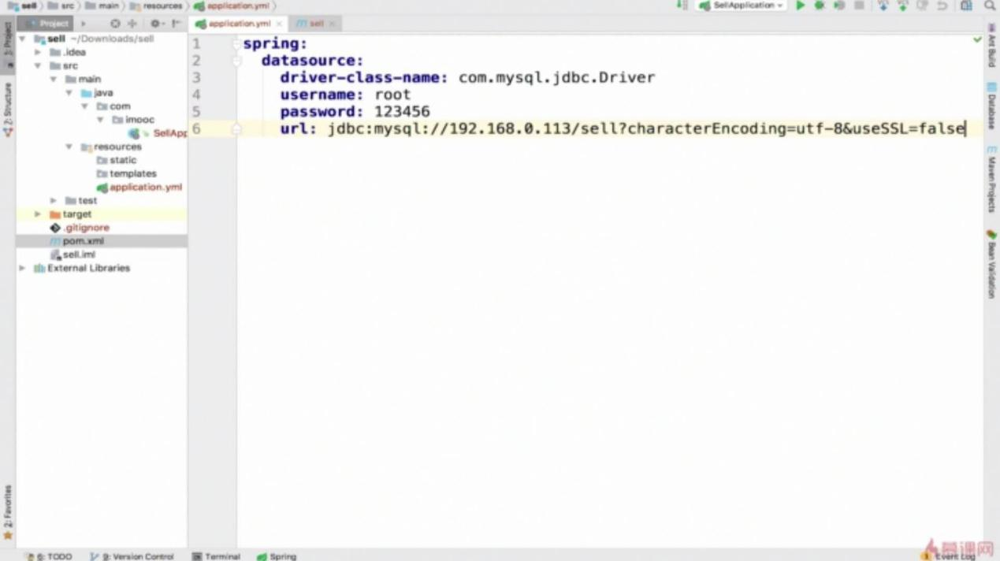 sell src main resources application.yml
SellApplication
Project
application.yml
sell
1: Project
2: Structure
2: Favorites
sell ~/Downloads/sell
.idea
src
main
java
com
imooc
SellApp
resources
static
templates
application.yml
test
target
.gitignore
pom.xml
sell.iml
External Libraries
1 spring:
2 datasource:
3 driver-class-name: com.mysql.jdbc.Driver
4 username: root
5 password: 123456
6 url: jdbc:mysql://192.168.0.113/sell?characterEncoding=utf-8&useSSL=false
Ant Build
Database
Maven Projects
Bean Validation
慕课网
6: TODO 9: Version Control Terminal Spring 1 Event Log